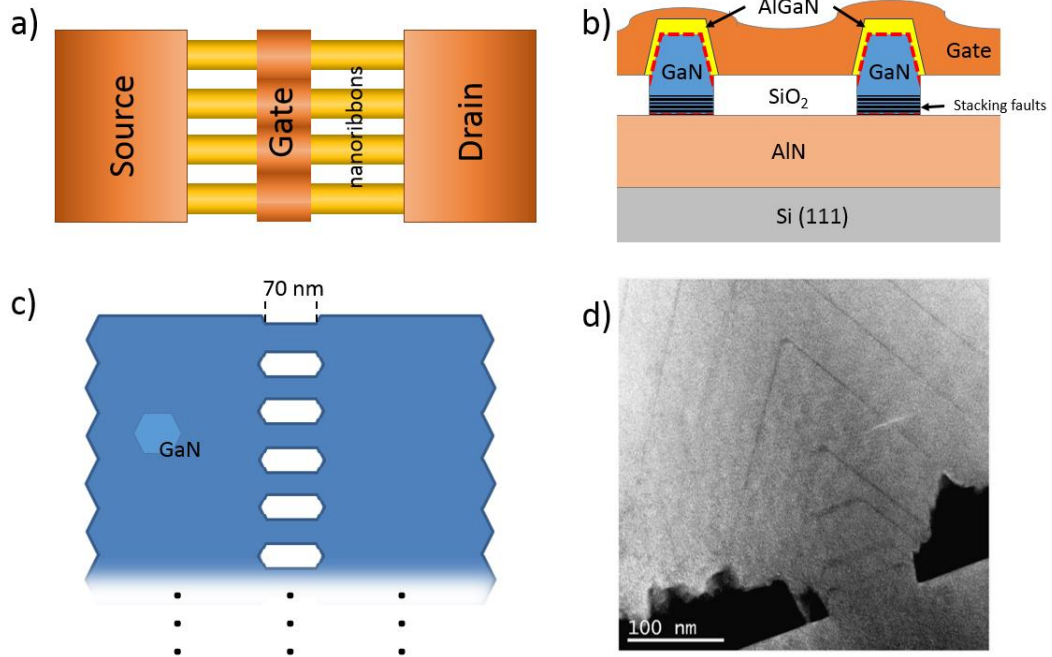 a)
Source
Gate
nanoribbons
Drain
b)
AlGaN
Gate
GaN
GaN
SiO₂
Stacking faults
AlN
Si (111)
c)
70 nm
GaN
d)
100 nm